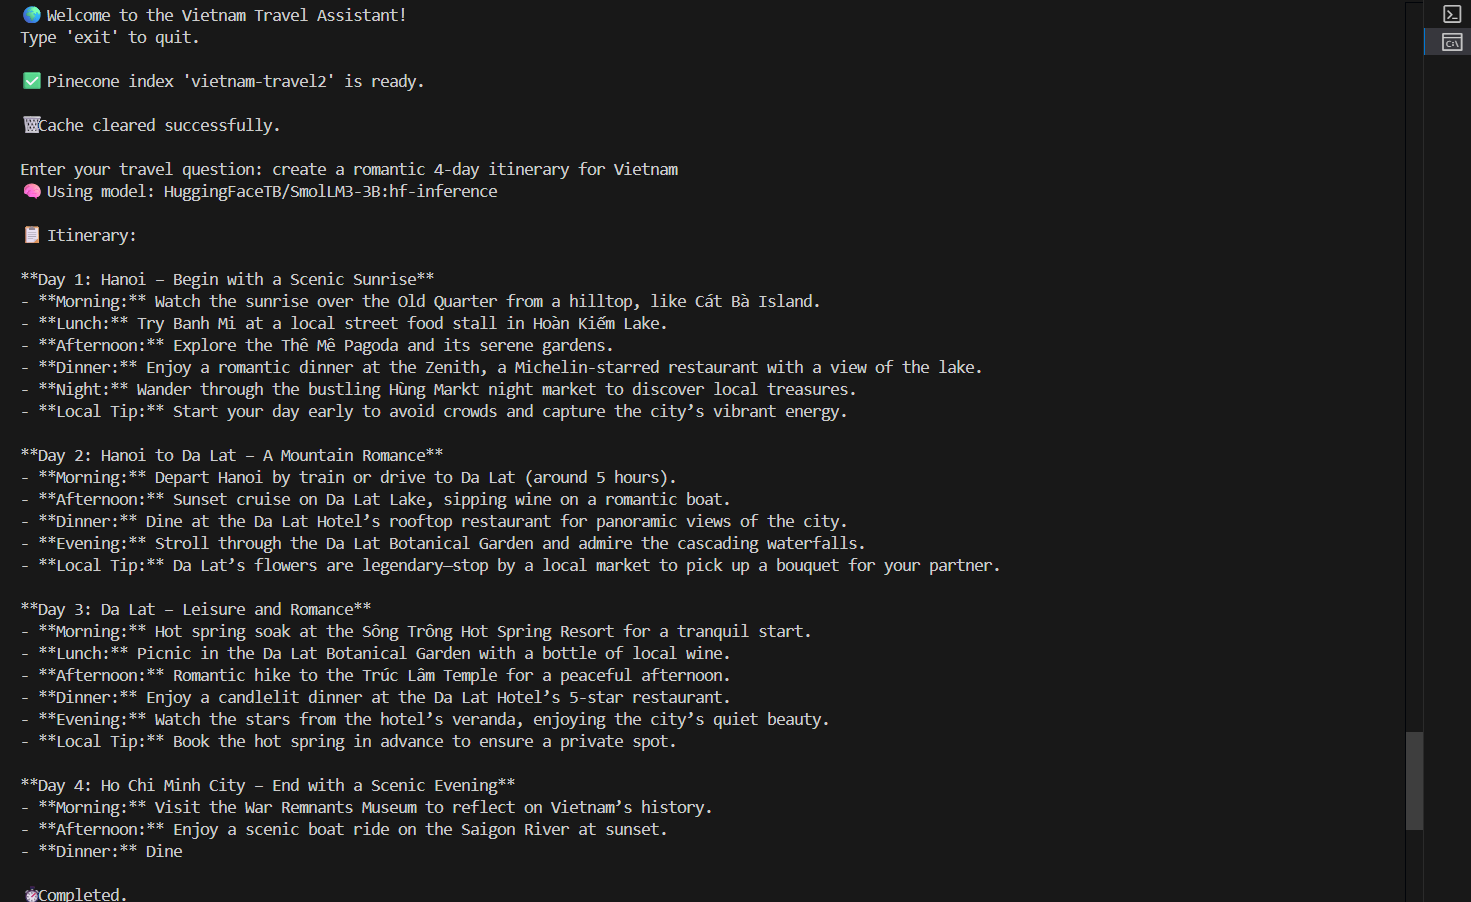 🌍 Welcome to the Vietnam Travel Assistant!
Type 'exit' to quit.
✅ Pinecone index 'vietnam-travel2' is ready.
🗑Cache cleared successfully.
Enter your travel question: create a romantic 4-day itinerary for Vietnam
🧠 Using model: HuggingFaceTB/SmolLM3-3B:hf-inference
📋 Itinerary:
**Day 1: Hanoi – Begin with a Scenic Sunrise**
- **Morning:** Watch the sunrise over the Old Quarter from a hilltop, like Cát Bà Island.
- **Lunch:** Try Banh Mi at a local street food stall in Hoàn Kiếm Lake.
- **Afternoon:** Explore the Thê Mê Pagoda and its serene gardens.
- **Dinner:** Enjoy a romantic dinner at the Zenith, a Michelin-starred restaurant with a view of the lake.
- **Night:** Wander through the bustling Hùng Markt night market to discover local treasures.
- **Local Tip:** Start your day early to avoid crowds and capture the city’s vibrant energy.
**Day 2: Hanoi to Da Lat – A Mountain Romance**
- **Morning:** Depart Hanoi by train or drive to Da Lat (around 5 hours).
- **Afternoon:** Sunset cruise on Da Lat Lake, sipping wine on a romantic boat.
- **Dinner:** Dine at the Da Lat Hotel’s rooftop restaurant for panoramic views of the city.
- **Evening:** Stroll through the Da Lat Botanical Garden and admire the cascading waterfalls.
- **Local Tip:** Da Lat’s flowers are legendary—stop by a local market to pick up a bouquet for your partner.
**Day 3: Da Lat – Leisure and Romance**
- **Morning:** Hot spring soak at the Sông Trông Hot Spring Resort for a tranquil start.
- **Lunch:** Picnic in the Da Lat Botanical Garden with a bottle of local wine.
- **Afternoon:** Romantic hike to the Trúc Lâm Temple for a peaceful afternoon.
- **Dinner:** Enjoy a candlelit dinner at the Da Lat Hotel’s 5-star restaurant.
- **Evening:** Watch the stars from the hotel’s veranda, enjoying the city’s quiet beauty.
- **Local Tip:** Book the hot spring in advance to ensure a private spot.
**Day 4: Ho Chi Minh City – End with a Scenic Evening**
- **Morning:** Visit the War Remnants Museum to reflect on Vietnam’s history.
- **Afternoon:** Enjoy a scenic boat ride on the Saigon River at sunset.
- **Dinner:** Dine
⏱Completed.